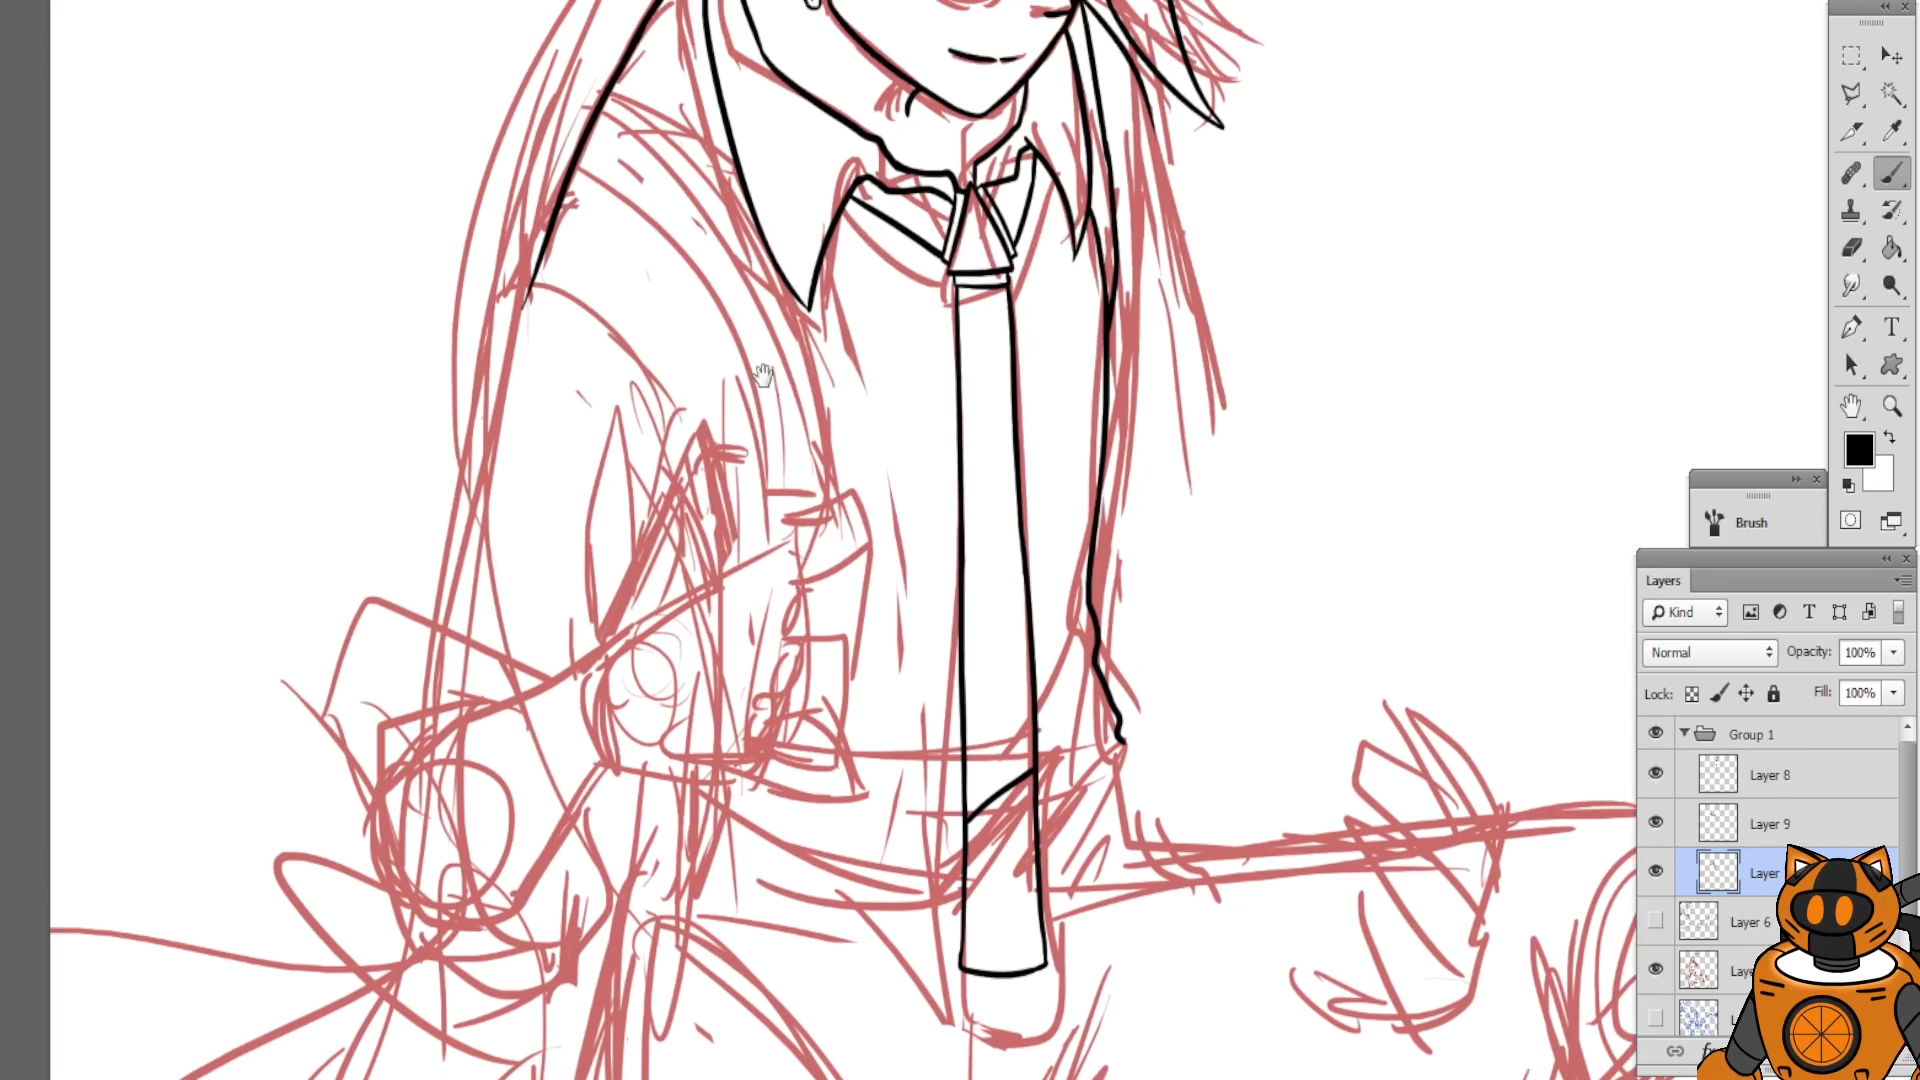 Brush
Layers
Kind
Normal
Opacity: 100%
Lock:
Fill: 100%
Group 1
Layer 8
Layer 9
Layer
Layer 6